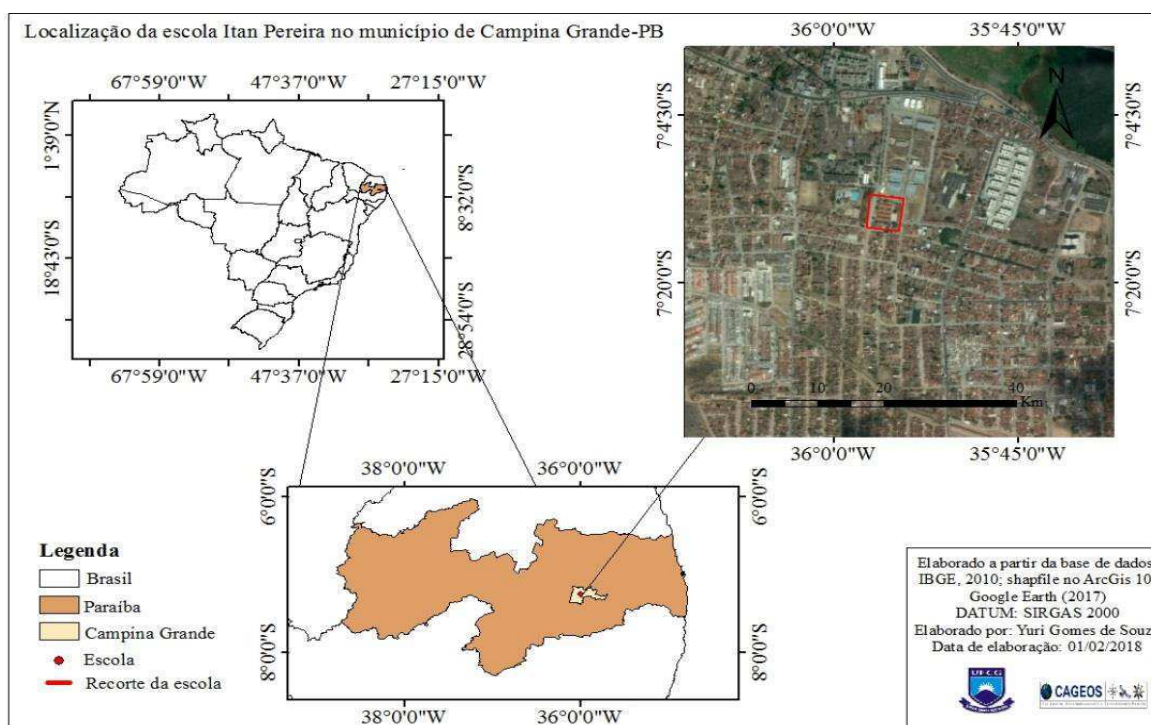 Localização da escola Itan Pereira no município de Campina Grande-PB
67°59'0"W 47°37'0"W 27°15'0"W
1°39'0"N
8°32'0"S
18°43'0"S
28°54'0"S
67°59'0"W 47°37'0"W 27°15'0"W
36°0'0"W 35°45'0"W
N
7°4'30"S
7°4'30"S
7°20'0"S
7°20'0"S
0 10 20 40
Km
36°0'0"W 35°45'0"W
38°0'0"W 36°0'0"W
6°0'0"S
6°0'0"S
8°0'0"S
8°0'0"S
38°0'0"W 36°0'0"W
Legenda
Brasil
Paraíba
Campina Grande
Escola
Recorte da escola
Elaborado a partir da base de dados
IBGE, 2010; shapfile no ArcGis 10
Google Earth (2017)
DATUM: SIRGAS 2000
Elaborado por: Yuri Gomes de Souz
Data de elaboração: 01/02/2018
UFCG
CAGEOS